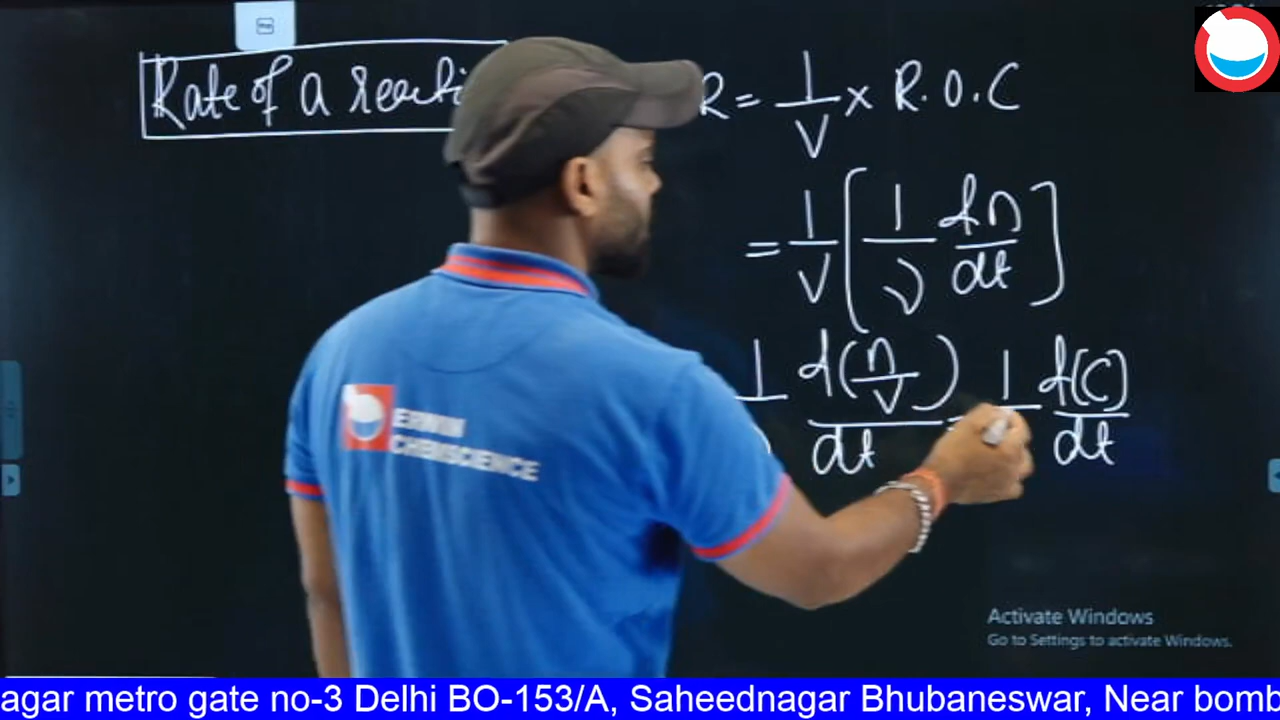 Rate of a reacti
R = 1/V x R.O.C
= 1/V [ 1/ν dn/dt ]
1/ν d(n/V)/dt = 1/ d(C)/dt
ERWIN
CHEMSCIENCE
Activate Windows
Go to Settings to activate Windows.
agar metro gate no-3 Delhi BO-153/A, Saheednagar Bhubaneswar, Near bomb